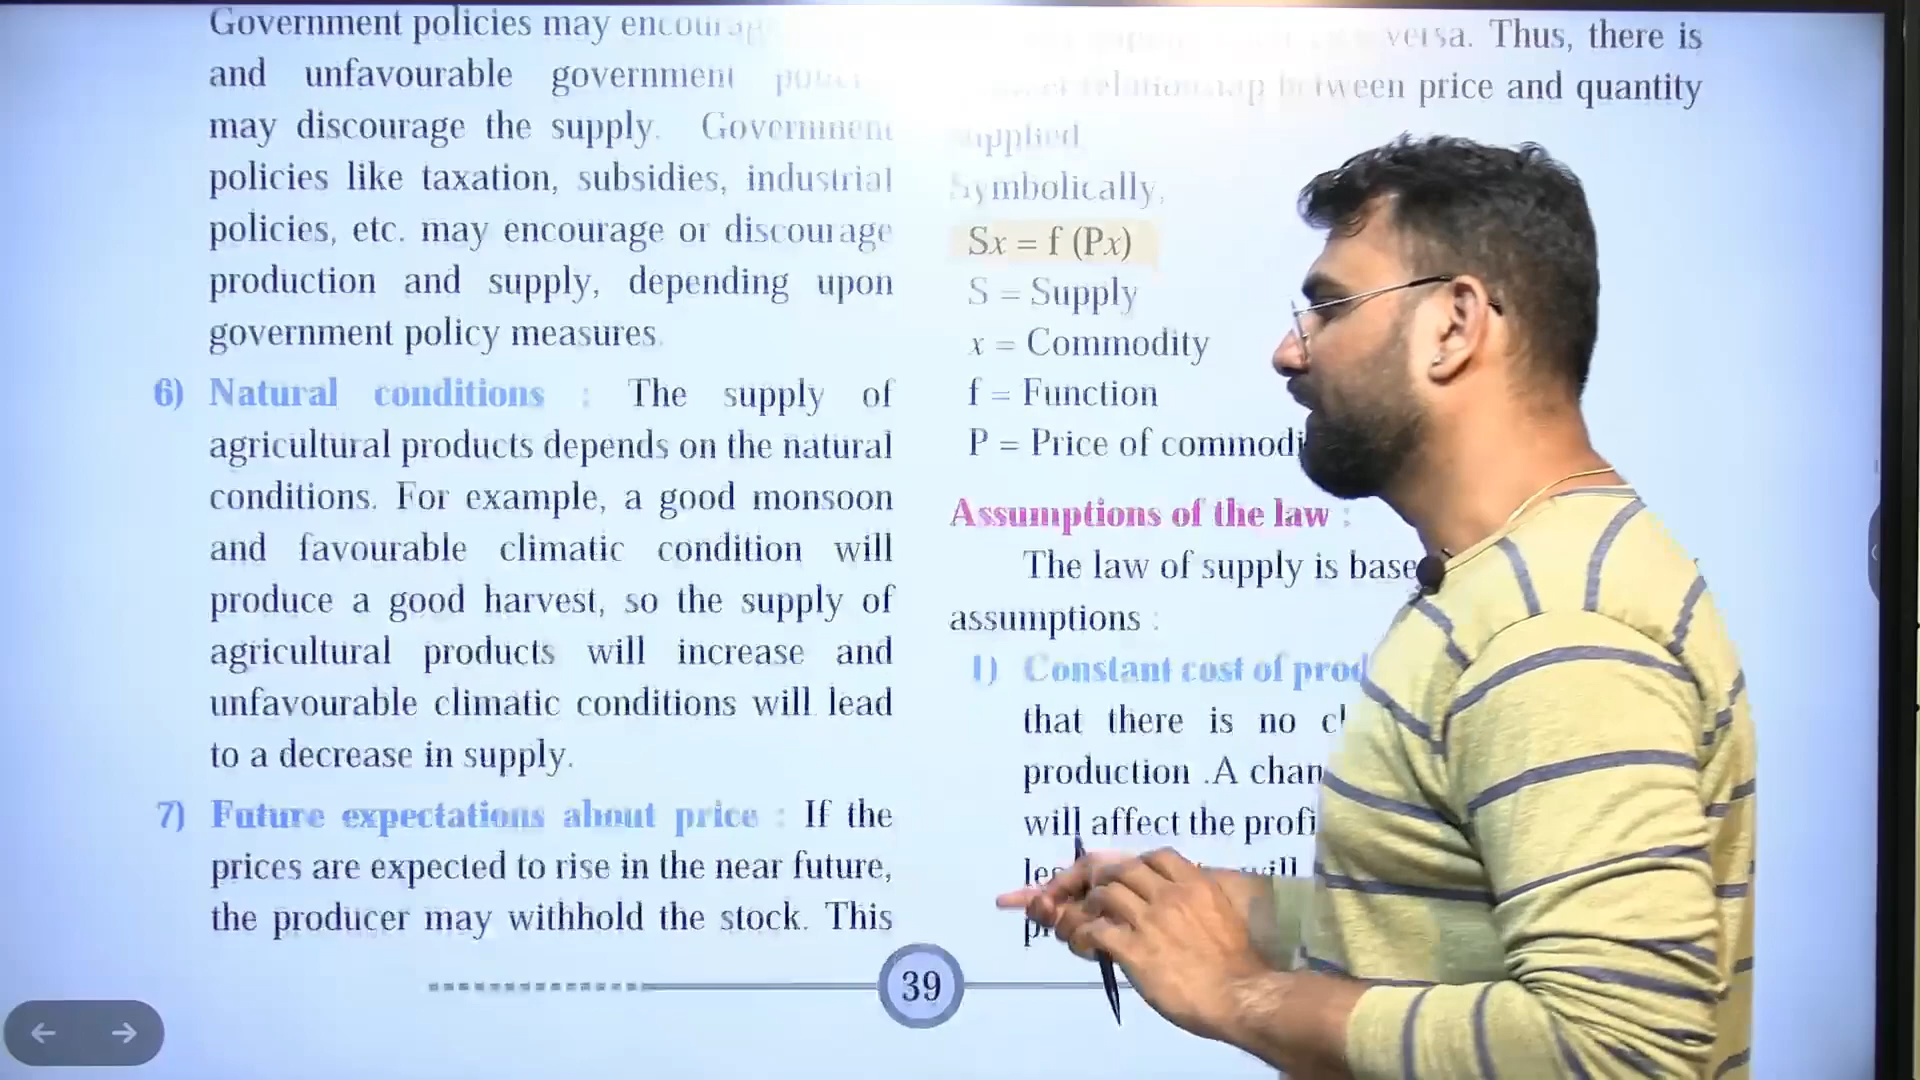 Government policies may
and unfavourable government
may discourage the supply. Government
policies like taxation, subsidies, industrial
policies, etc. may encourage or discourage
production and supply, depending upon
government policy measures.
6) Natural conditions : The supply of
agricultural products depends on the natural
conditions. For example, a good monsoon
and favourable climatic condition will
produce a good harvest, so the supply of
agricultural products will increase and
unfavourable climatic conditions will lead
to a decrease in supply.
7) Future expectations about price : If the
prices are expected to rise in the near future,
the producer may withhold the stock. This
versa. Thus, there is
relationship between price and quantity
supplied.
Symbolically,
Sx = f (Px)
S = Supply
x = Commodity
f = Function
P = Price of
Assumptions of the law :
The law of supply is
assumptions :
1) Constant cost of
that there is no
production .A
will affect the
will
39